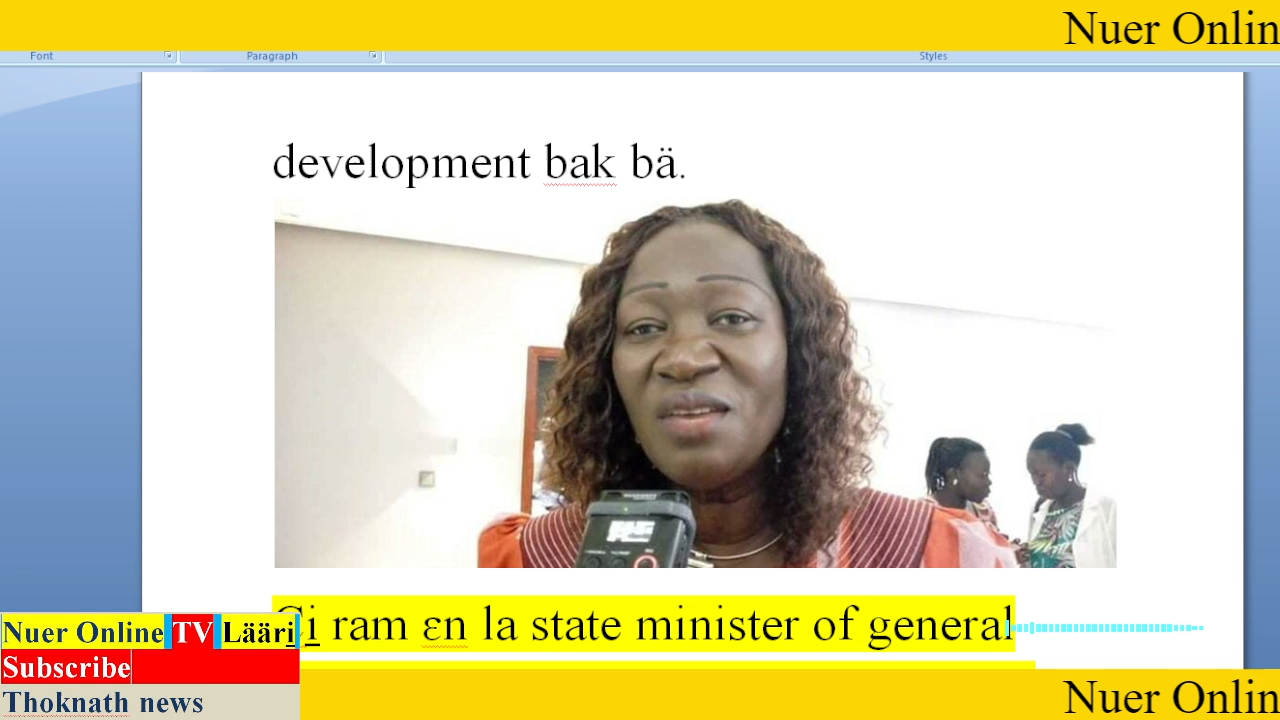 Nuer Onlin
Font Paragraph Styles
development bak bä.
Ci̱ ram ɛn la state minister of general
Nuer Online TV Lääri
Subscribe
Thoknath news
Nuer Onlin